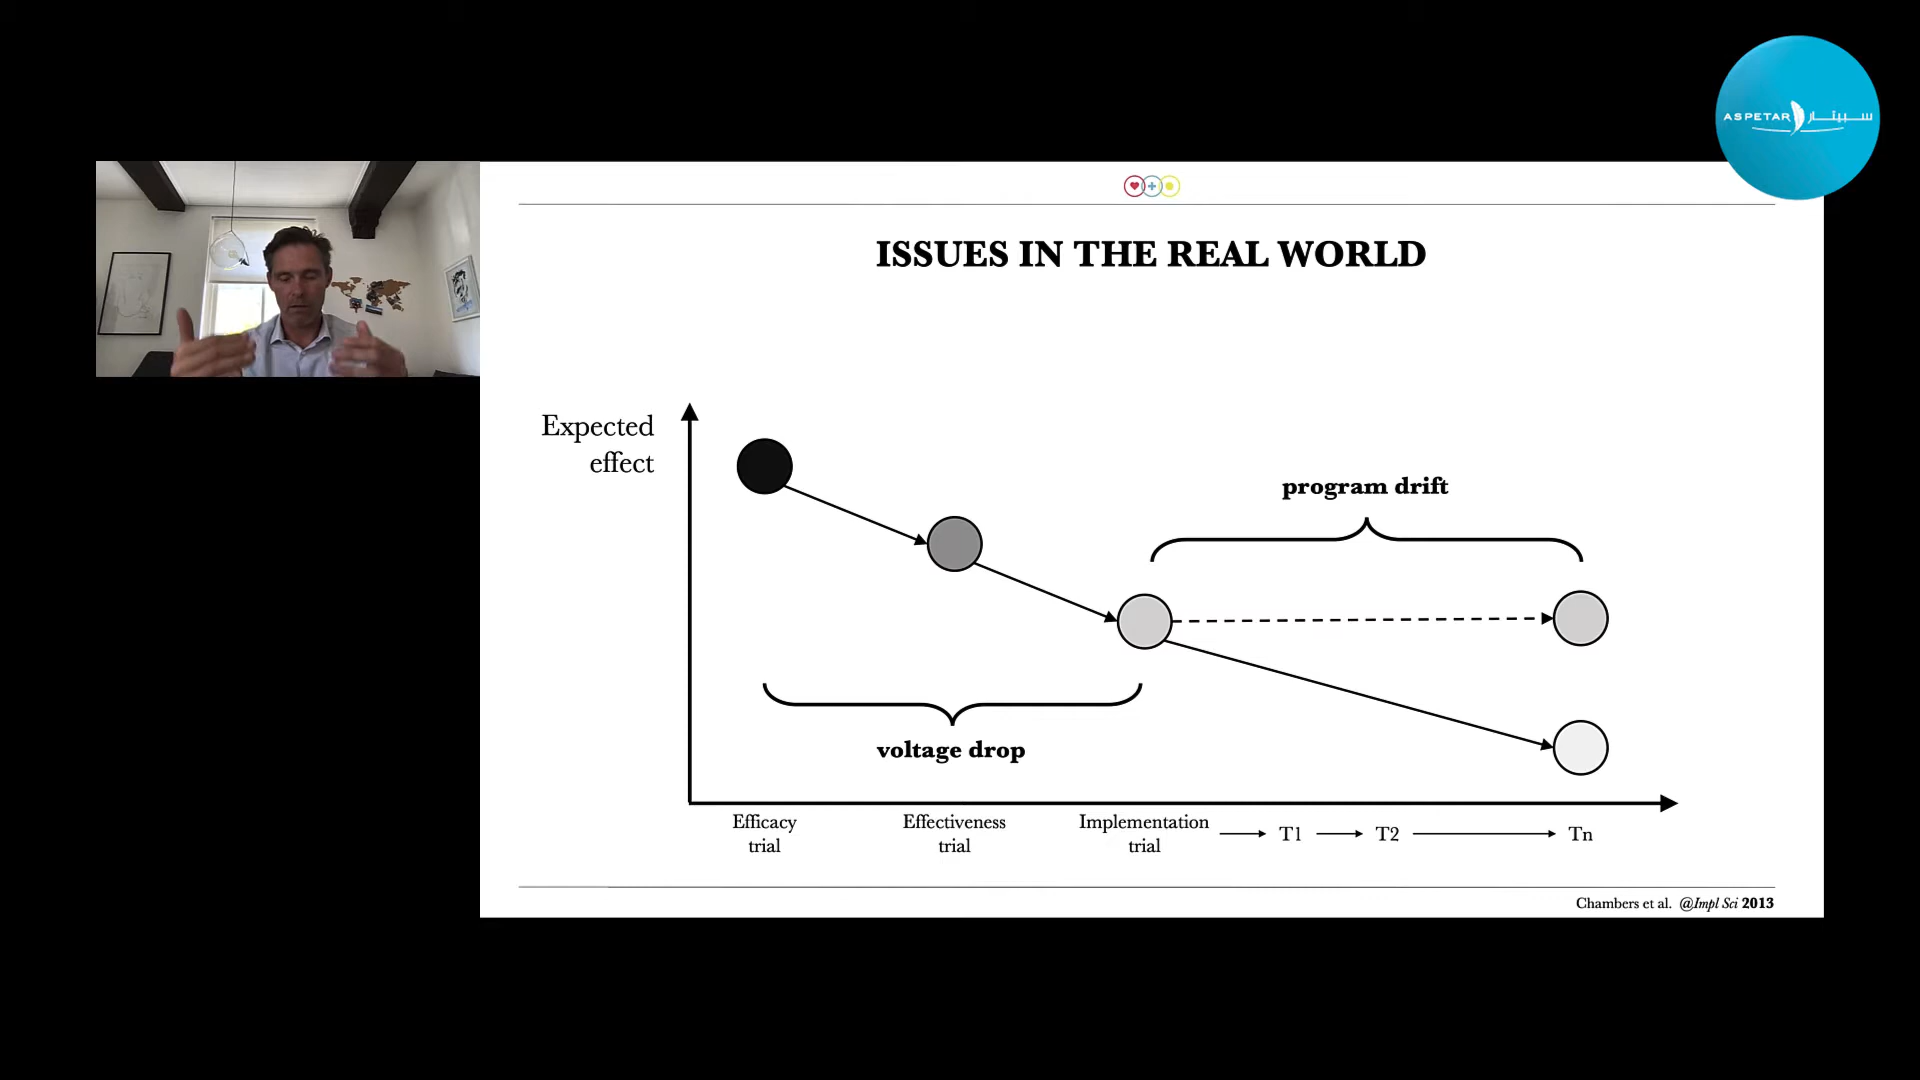 ASPETAR سبيتار
ISSUES IN THE REAL WORLD
Expected
effect
program drift
voltage drop
Efficacy
trial
Effectiveness
trial
Implementation
trial
T1
T2
Tn
Chambers et al. @Impl Sci 2013